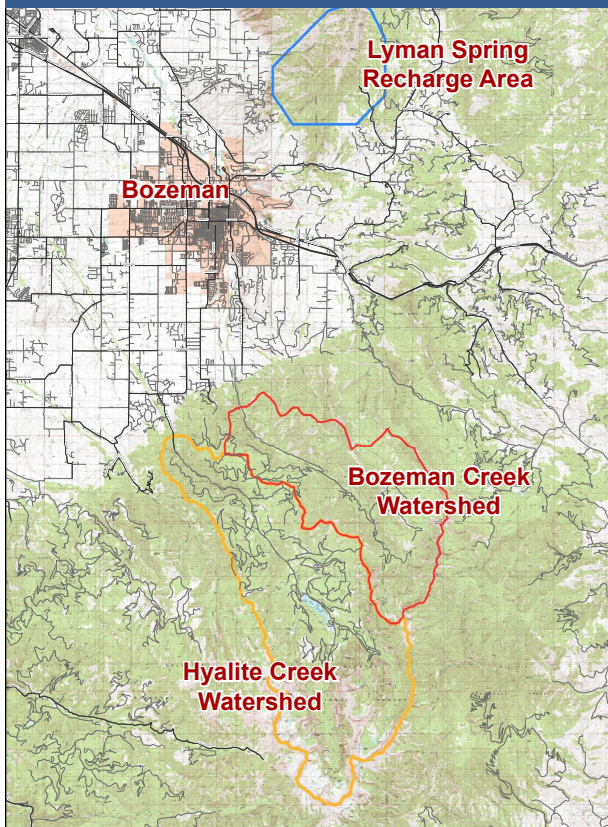 Lyman Spring
Recharge Area
Bozeman
Bozeman Creek
Watershed
Hyalite Creek
Watershed